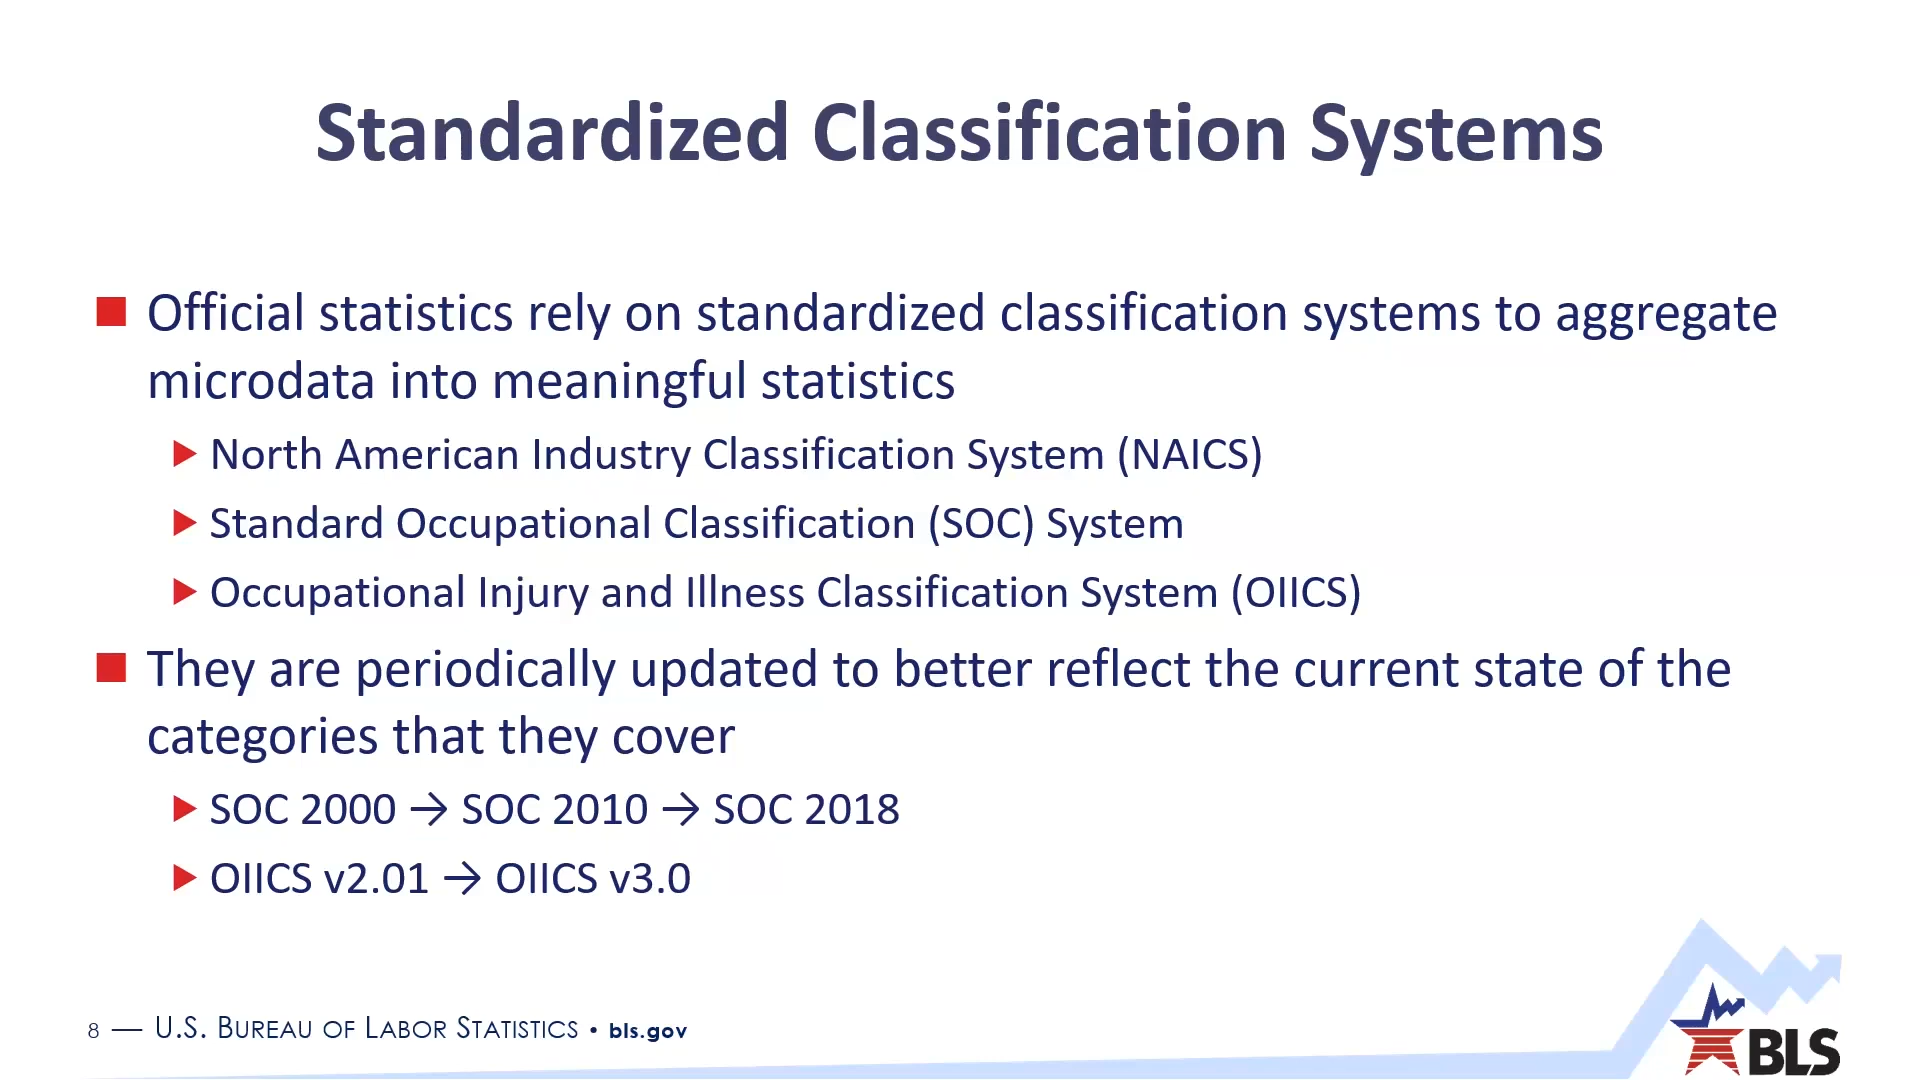 Standardized Classification Systems
Official statistics rely on standardized classification systems to aggregate
microdata into meaningful statistics
North American Industry Classification System (NAICS)
Standard Occupational Classification (SOC) System
Occupational Injury and Illness Classification System (OIICS)
They are periodically updated to better reflect the current state of the
categories that they cover
SOC 2000 → SOC 2010 → SOC 2018
OIICS v2.01 → OIICS v3.0
8 — U.S. BUREAU OF LABOR STATISTICS • bls.gov
BLS